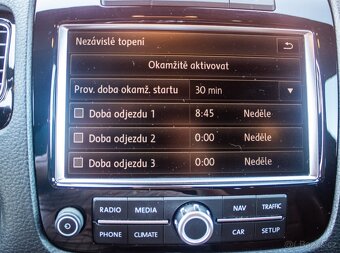 Nezávislé topení
Okamžitě aktivovat
Prov. doba okamž. startu 30 min
Doba odjezdu 1 8:45 Neděle
Doba odjezdu 2 0:00 Neděle
Doba odjezdu 3 0:00 Neděle
RADIO MEDIA NAV TRAFFIC
PHONE CLIMATE CAR SETUP